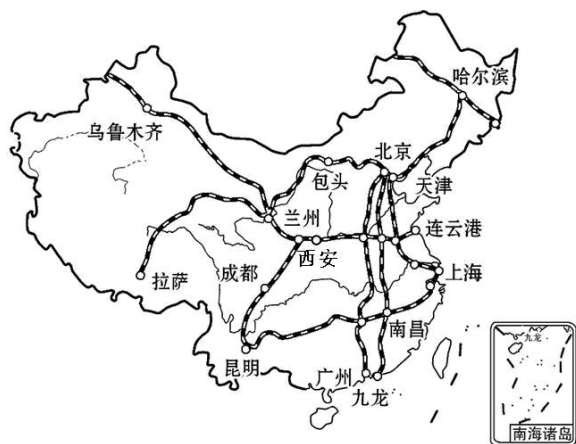 哈尔滨
乌鲁木齐
北京
包头
天津
兰州
连云港
西安
拉萨
成都
上海
南昌
昆明
广州
九龙
九龙
南海诸岛